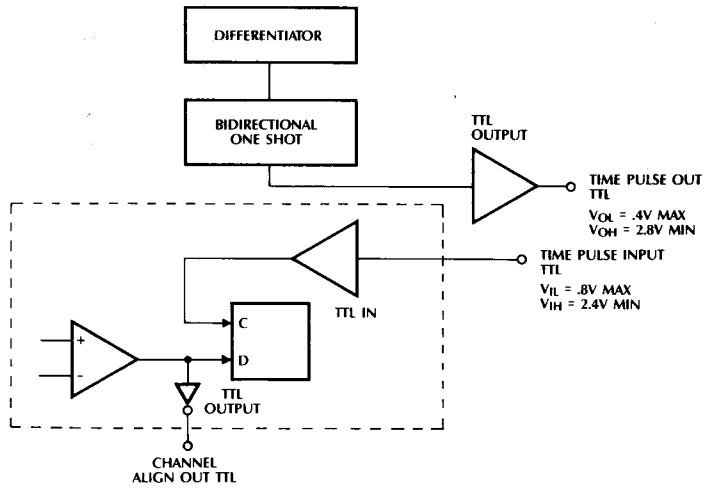 DIFFERENTIATOR
BIDIRECTIONAL
ONE SHOT
TTL
OUTPUT
TIME PULSE OUT
TTL
VOL = .4V MAX
VOH = 2.8V MIN
TIME PULSE INPUT
TTL
VIL = .8V MAX
VIH = 2.4V MIN
TTL IN
C
+
-
D
TTL
OUTPUT
CHANNEL
ALIGN OUT TTL